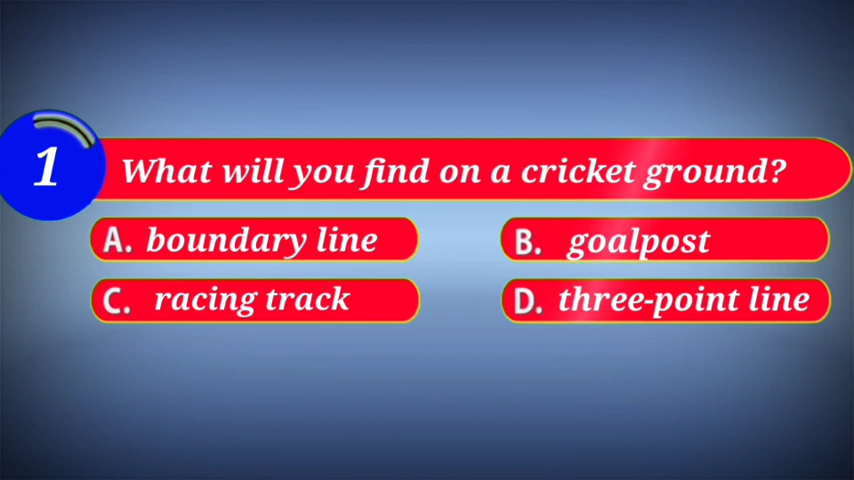 1
What will you find on a cricket ground?
A. boundary line
B. goalpost
C. racing track
D. three-point line